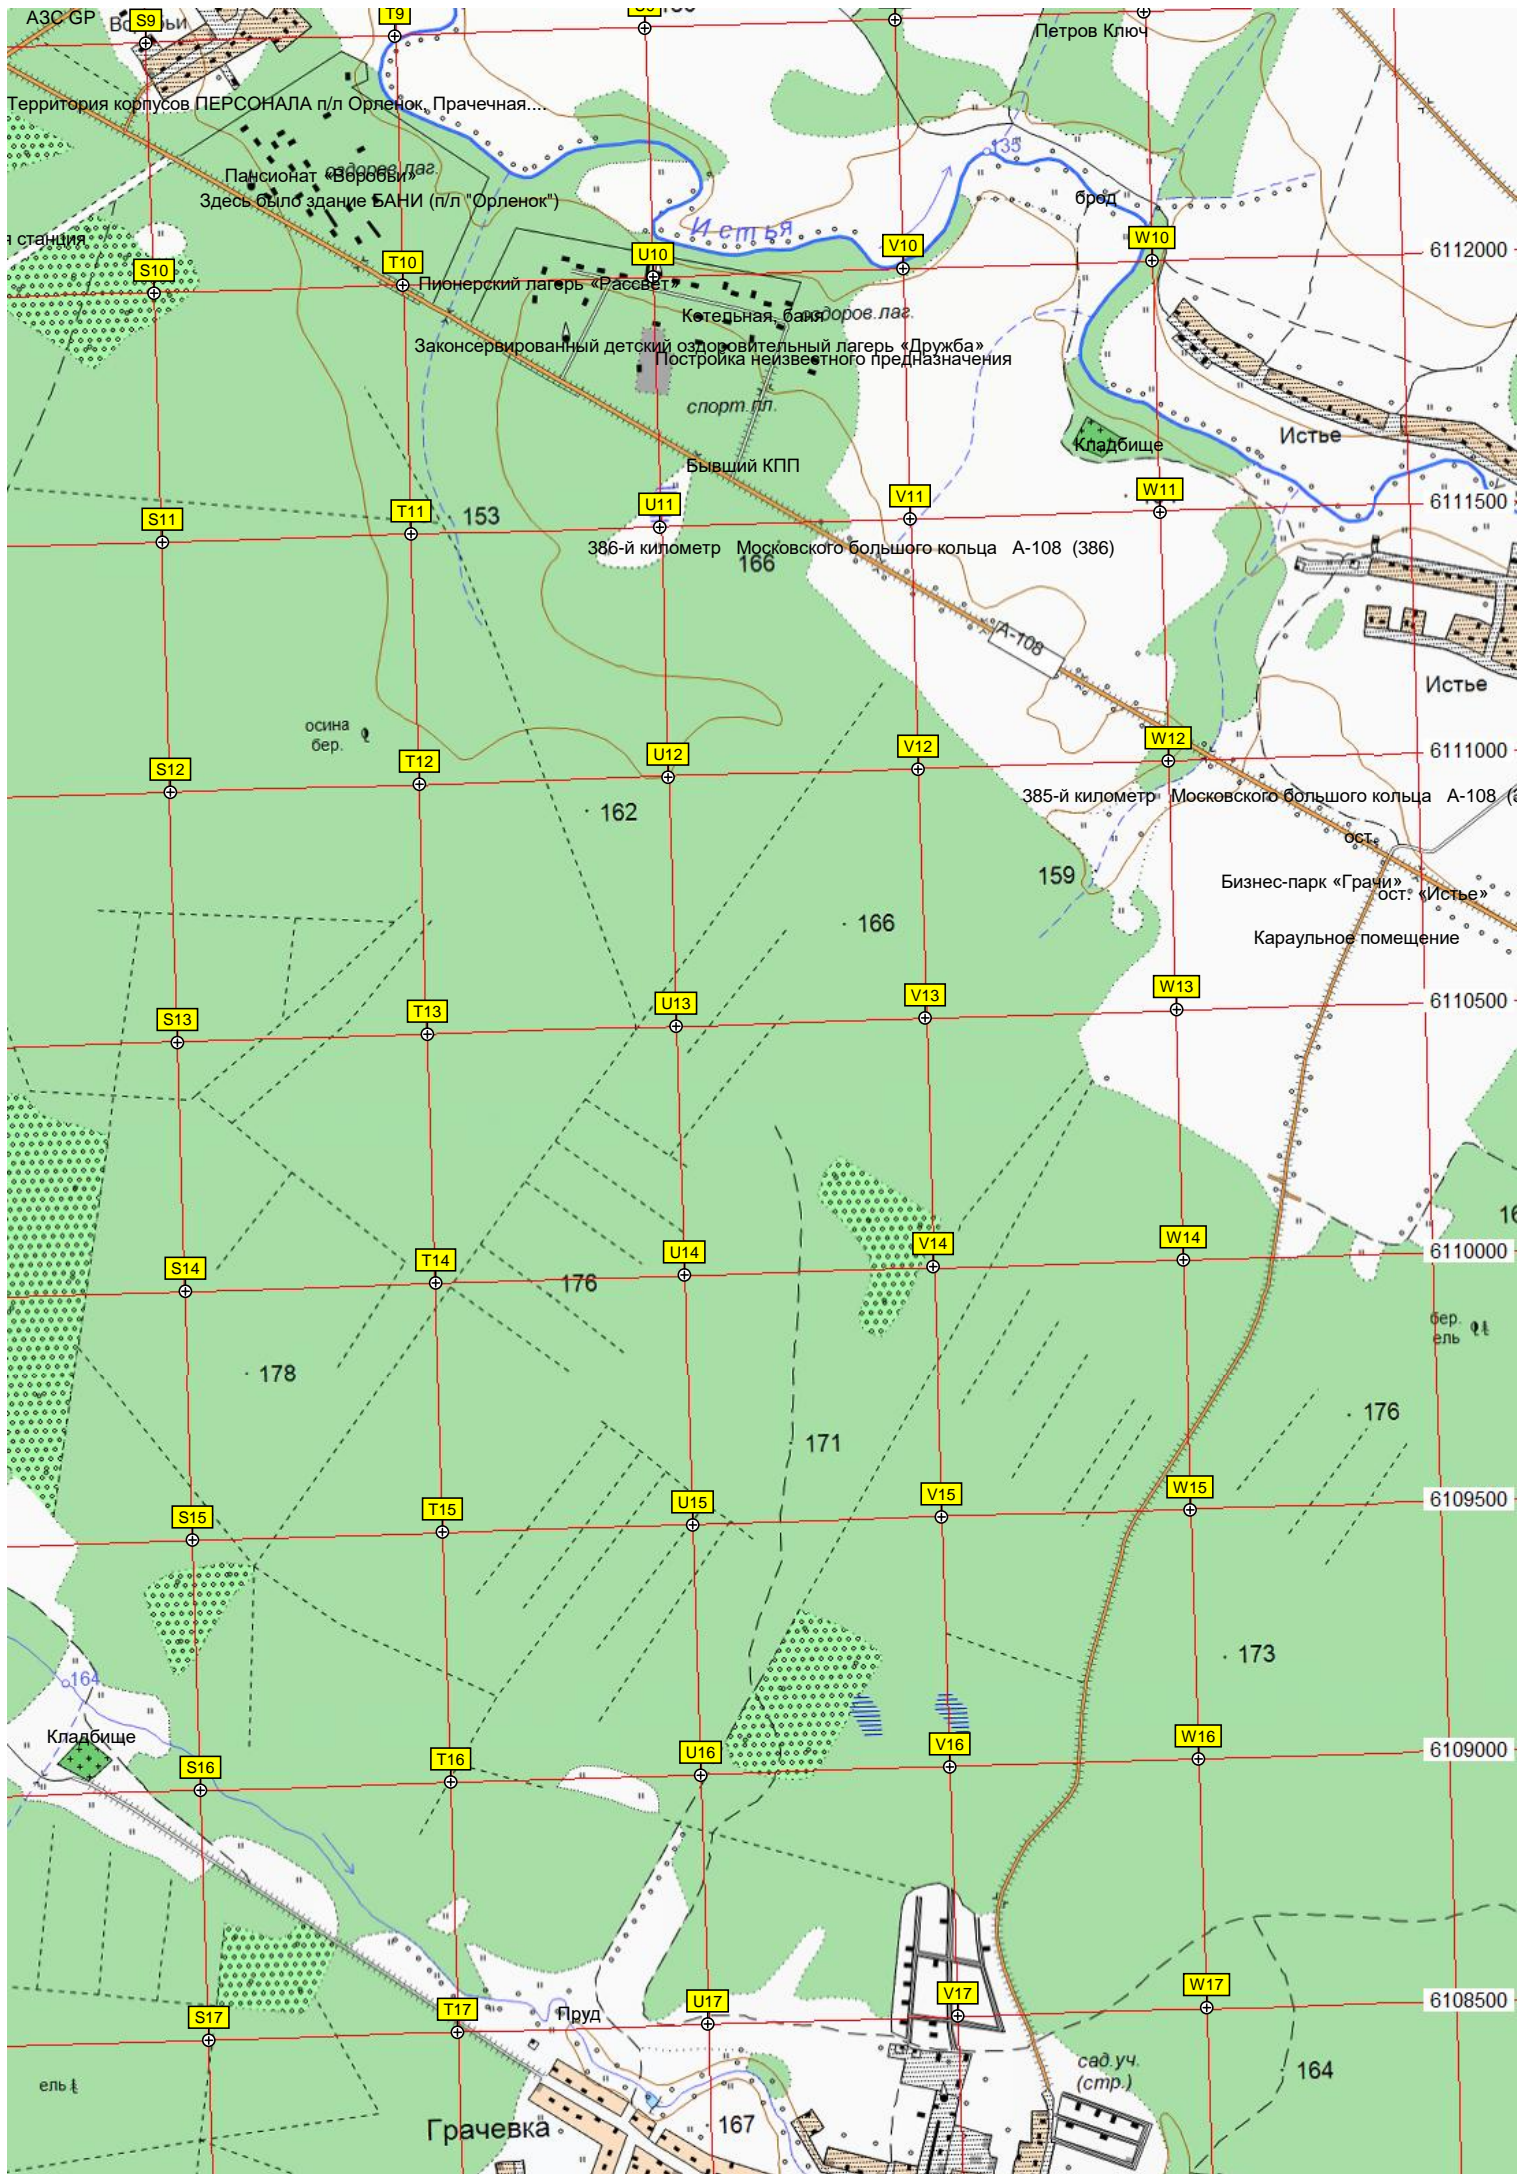 АЗС GP
S9
T9
Петров Ключ
Территория корпусов ПЕРСОНАЛА п/л Орленок, Прачечная....
оздоров.лаг.
Пансионат «Воробьи»
135
Здесь было здание БАНИ (п/л "Орленок")
брод
Истья
я станция
S10
T10
U10
V10
W10
6112000
Пионерский лагерь «Рассвет»
Котельная, баня
оздоров.лаг.
Законсервированный детский оздоровительный лагерь «Дружба»
Постройка неизвестного предназначения
спорт.пл.
Истье
Кладбище
Бывший КПП
S11
T11
153
U11
V11
W11
6111500
386-й километр Московского большого кольца А-108 (386)
166
А-108
Истье
осина
бер.
S12
T12
U12
V12
W12
6111000
385-й километр Московского большого кольца А-108
162
ост.
159
Бизнес-парк «Грачи»
ост. «Истье»
166
Караульное помещение
S13
T13
U13
V13
W13
6110500
S14
T14
U14
V14
W14
6110000
176
бер.
ель
178
176
171
S15
T15
U15
V15
W15
6109500
173
164
Кладбище
S16
T16
U16
V16
W16
6109000
S17
T17
U17
V17
W17
6108500
Пруд
сад.уч.
(стр.)
164
ель
Грачевка
167